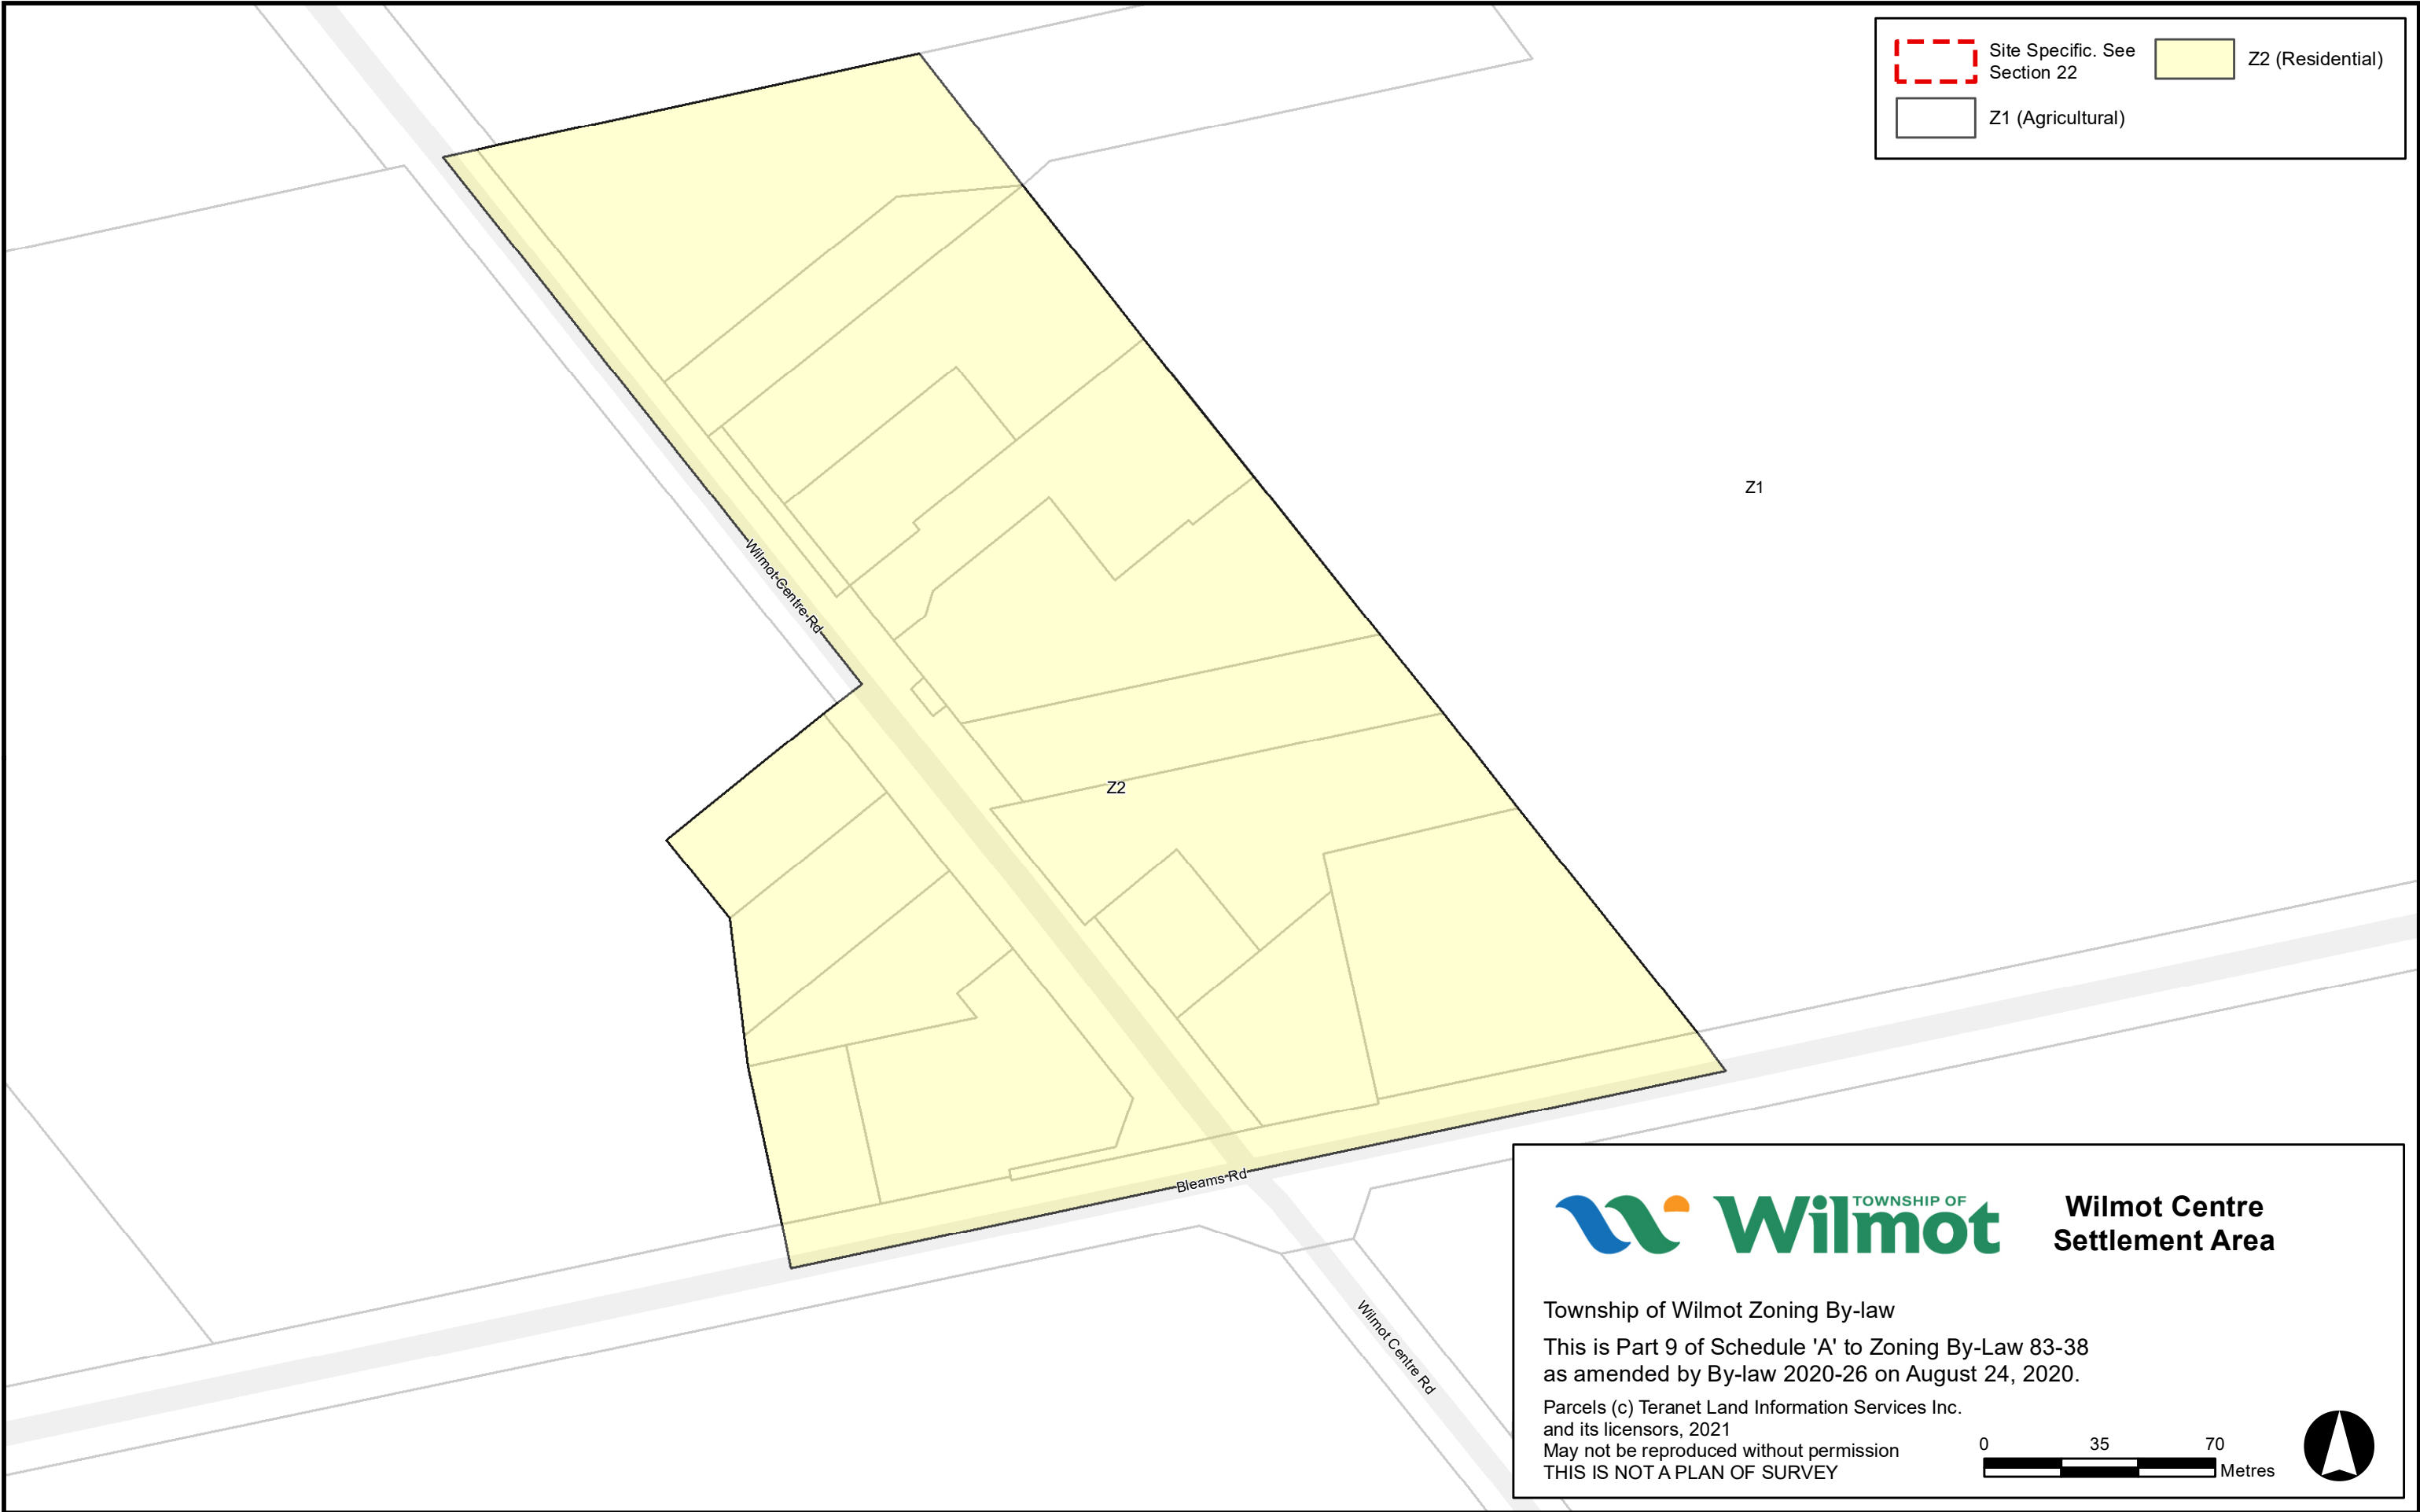 Site Specific. See
Section 22
Z2 (Residential)
Z1 (Agricultural)
Z1
Wilmot Centre Rd
Z2
Bleams Rd
Wilmot Centre Rd
TOWNSHIP OF
Wilmot
Wilmot Centre
Settlement Area
Township of Wilmot Zoning By-law
This is Part 9 of Schedule 'A' to Zoning By-Law 83-38
as amended by By-law 2020-26 on August 24, 2020.
Parcels (c) Teranet Land Information Services Inc.
and its licensors, 2021
May not be reproduced without permission
THIS IS NOT A PLAN OF SURVEY
0 35 70
Metres